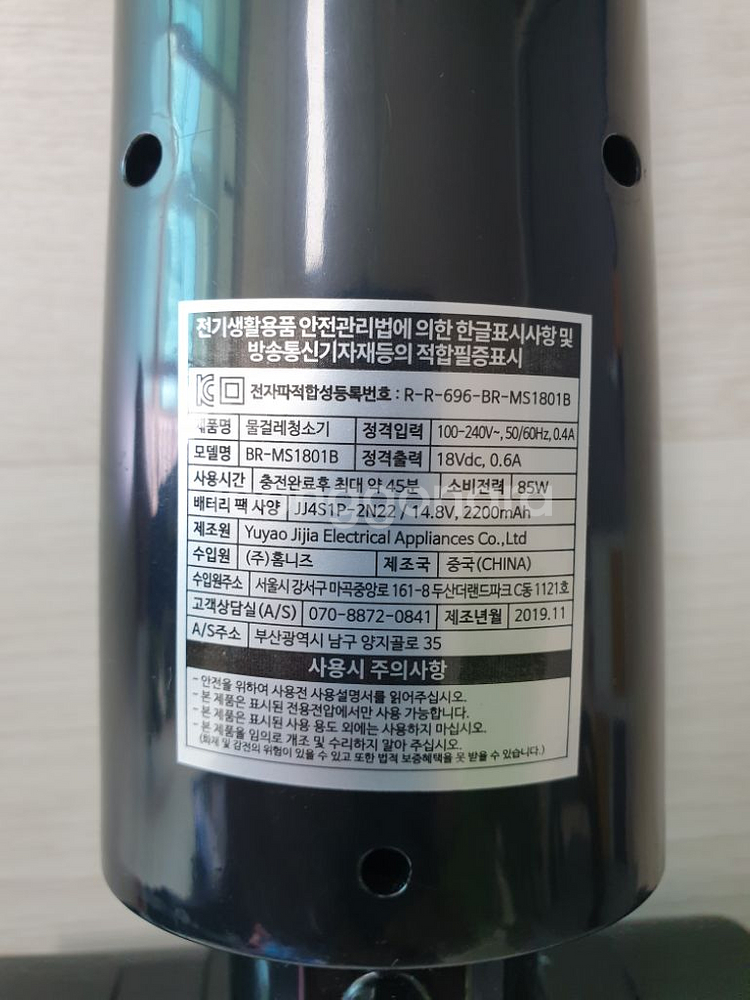 전기생활용품 안전관리법에 의한 한글표시사항 및
방송통신기자재등의 적합필증표시
전자파적합성등록번호 : R-R-696-BR-MS1801B
제품명 물걸레청소기 정격입력 100-240V~, 50/60Hz, 0.4A
모델명 BR-MS1801B 정격출력 18Vdc, 0.6A
사용시간 충전완료후 최대 약 45분 소비전력 85W
배터리 팩 사양 JJ4S1P-2N22 / 14.8V, 2200mAh
제조원 Yuyao Jijia Electrical Appliances Co.,Ltd
수입원 (주)홈니즈 제조국 중국(CHINA)
수입원주소 서울시 강서구 마곡중앙로 161-8 두산더랜드파크 C동 1121호
고객상담실(A/S) 070-8872-0841 제조년월 2019.11
A/S주소 부산광역시 남구 양지골로 35
사용시 주의사항
- 안전을 위하여 사용전 사용설명서를 읽어주십시오.
- 본 제품은 표시된 전용전압에서만 사용 가능합니다.
- 본 제품은 표시된 사용 용도 외에는 사용하지 마십시오.
- 본 제품을 임의로 개조 및 수리하지 말아 주십시오.
(화재 및 감전의 위험이 있을 수 있고 또한 법적 보증혜택을 못 받을 수 있습니다.)